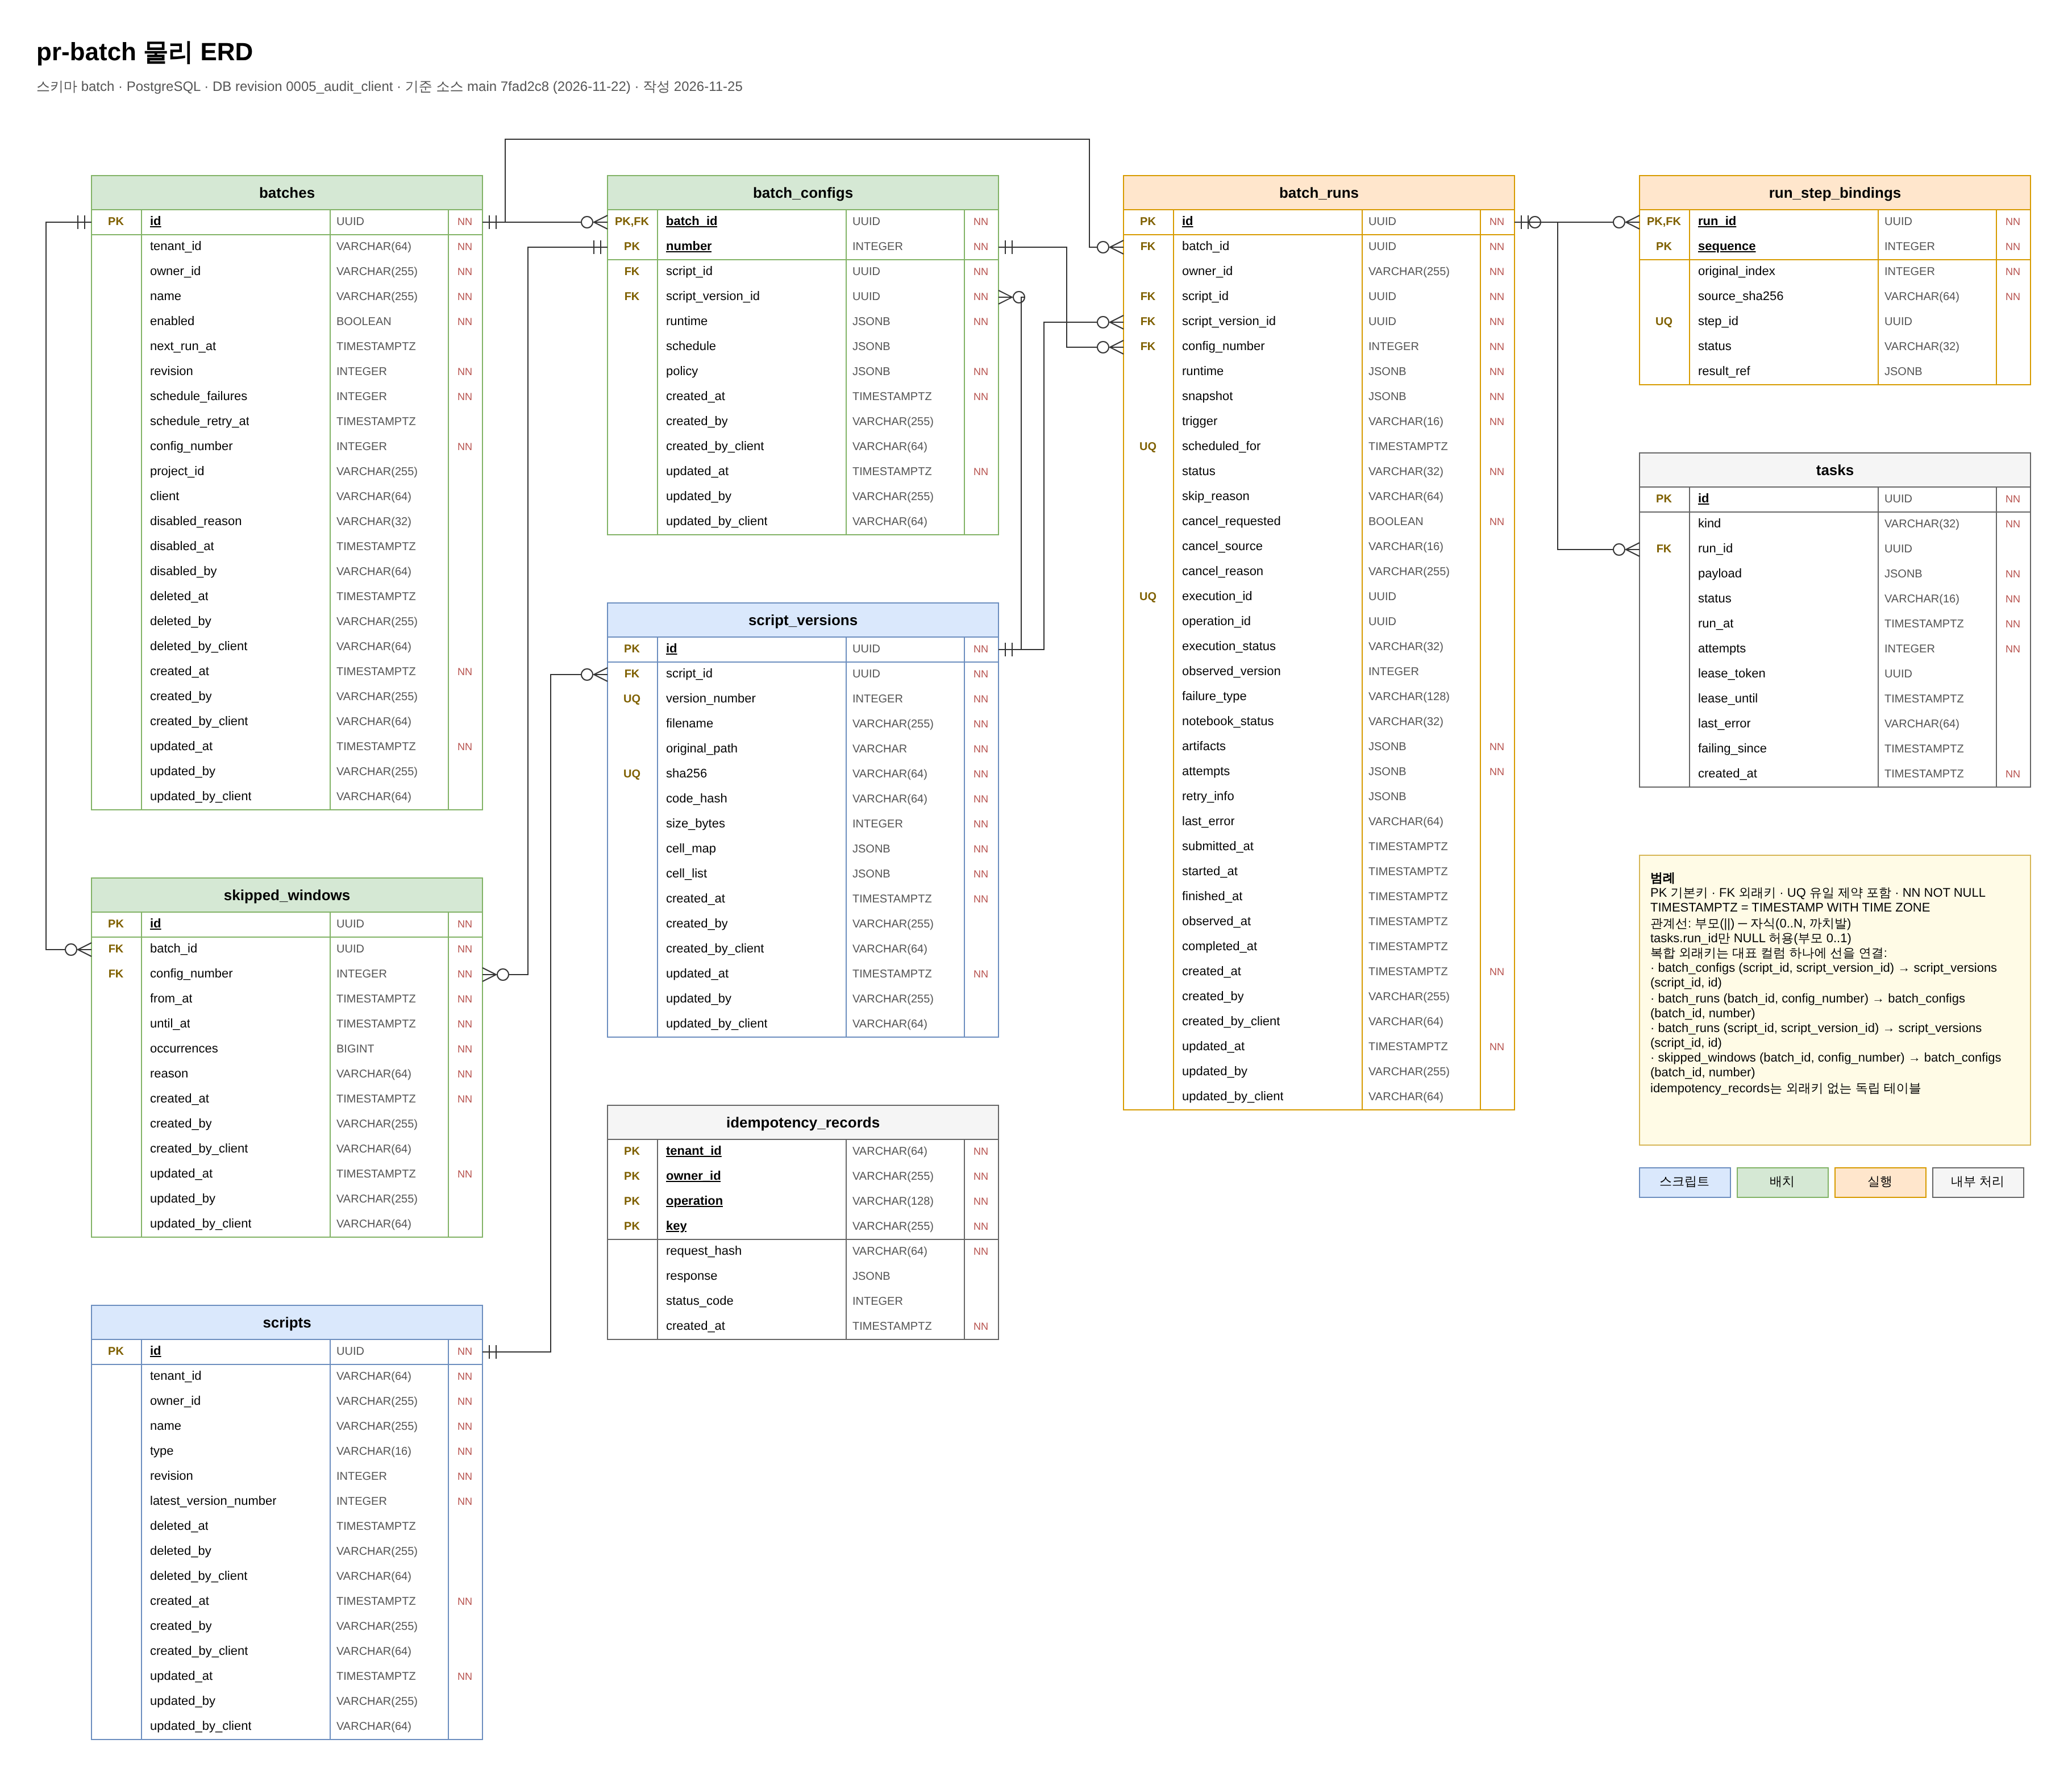 pr-batch 물리 ERD
스키마 batch · PostgreSQL · DB revision 0005_audit_client · 기준 소스 main 7fad2c8 (2026-11-22) · 작성 2026-11-25
batches
PK id UUID NN
tenant_id VARCHAR(64) NN
owner_id VARCHAR(255) NN
name VARCHAR(255) NN
enabled BOOLEAN NN
next_run_at TIMESTAMPTZ
revision INTEGER NN
schedule_failures INTEGER NN
schedule_retry_at TIMESTAMPTZ
config_number INTEGER NN
project_id VARCHAR(255)
client VARCHAR(64)
disabled_reason VARCHAR(32)
disabled_at TIMESTAMPTZ
disabled_by VARCHAR(64)
deleted_at TIMESTAMPTZ
deleted_by VARCHAR(255)
deleted_by_client VARCHAR(64)
created_at TIMESTAMPTZ NN
created_by VARCHAR(255)
created_by_client VARCHAR(64)
updated_at TIMESTAMPTZ NN
updated_by VARCHAR(255)
updated_by_client VARCHAR(64)
skipped_windows
PK id UUID NN
FK batch_id UUID NN
FK config_number INTEGER NN
from_at TIMESTAMPTZ NN
until_at TIMESTAMPTZ NN
occurrences BIGINT NN
reason VARCHAR(64) NN
created_at TIMESTAMPTZ NN
created_by VARCHAR(255)
created_by_client VARCHAR(64)
updated_at TIMESTAMPTZ NN
updated_by VARCHAR(255)
updated_by_client VARCHAR(64)
scripts
PK id UUID NN
tenant_id VARCHAR(64) NN
owner_id VARCHAR(255) NN
name VARCHAR(255) NN
type VARCHAR(16) NN
revision INTEGER NN
latest_version_number INTEGER NN
deleted_at TIMESTAMPTZ
deleted_by VARCHAR(255)
deleted_by_client VARCHAR(64)
created_at TIMESTAMPTZ NN
created_by VARCHAR(255)
created_by_client VARCHAR(64)
updated_at TIMESTAMPTZ NN
updated_by VARCHAR(255)
updated_by_client VARCHAR(64)
batch_configs
PK,FK batch_id UUID NN
PK number INTEGER NN
FK script_id UUID NN
FK script_version_id UUID NN
runtime JSONB NN
schedule JSONB
policy JSONB NN
created_at TIMESTAMPTZ NN
created_by VARCHAR(255)
created_by_client VARCHAR(64)
updated_at TIMESTAMPTZ NN
updated_by VARCHAR(255)
updated_by_client VARCHAR(64)
script_versions
PK id UUID NN
FK script_id UUID NN
UQ version_number INTEGER NN
filename VARCHAR(255) NN
original_path VARCHAR NN
UQ sha256 VARCHAR(64) NN
code_hash VARCHAR(64) NN
size_bytes INTEGER NN
cell_map JSONB NN
cell_list JSONB NN
created_at TIMESTAMPTZ NN
created_by VARCHAR(255)
created_by_client VARCHAR(64)
updated_at TIMESTAMPTZ NN
updated_by VARCHAR(255)
updated_by_client VARCHAR(64)
idempotency_records
PK tenant_id VARCHAR(64) NN
PK owner_id VARCHAR(255) NN
PK operation VARCHAR(128) NN
PK key VARCHAR(255) NN
request_hash VARCHAR(64) NN
response JSONB
status_code INTEGER
created_at TIMESTAMPTZ NN
batch_runs
PK id UUID NN
FK batch_id UUID NN
owner_id VARCHAR(255) NN
FK script_id UUID NN
FK script_version_id UUID NN
FK config_number INTEGER NN
runtime JSONB NN
snapshot JSONB NN
trigger VARCHAR(16) NN
UQ scheduled_for TIMESTAMPTZ
status VARCHAR(32) NN
skip_reason VARCHAR(64)
cancel_requested BOOLEAN NN
cancel_source VARCHAR(16)
cancel_reason VARCHAR(255)
UQ execution_id UUID
operation_id UUID
execution_status VARCHAR(32)
observed_version INTEGER
failure_type VARCHAR(128)
notebook_status VARCHAR(32)
artifacts JSONB NN
attempts JSONB NN
retry_info JSONB
last_error VARCHAR(64)
submitted_at TIMESTAMPTZ
started_at TIMESTAMPTZ
finished_at TIMESTAMPTZ
observed_at TIMESTAMPTZ
completed_at TIMESTAMPTZ
created_at TIMESTAMPTZ NN
created_by VARCHAR(255)
created_by_client VARCHAR(64)
updated_at TIMESTAMPTZ NN
updated_by VARCHAR(255)
updated_by_client VARCHAR(64)
run_step_bindings
PK,FK run_id UUID NN
PK sequence INTEGER NN
original_index INTEGER NN
source_sha256 VARCHAR(64) NN
UQ step_id UUID
status VARCHAR(32)
result_ref JSONB
tasks
PK id UUID NN
kind VARCHAR(32) NN
FK run_id UUID
payload JSONB NN
status VARCHAR(16) NN
run_at TIMESTAMPTZ NN
attempts INTEGER NN
lease_token UUID
lease_until TIMESTAMPTZ
last_error VARCHAR(64)
failing_since TIMESTAMPTZ
created_at TIMESTAMPTZ NN
범례
PK 기본키 · FK 외래키 · UQ 유일 제약 포함 · NN NOT NULL
TIMESTAMPTZ = TIMESTAMP WITH TIME ZONE
관계선: 부모(||) ─ 자식(0..N, 까치발)
tasks.run_id만 NULL 허용(부모 0..1)
복합 외래키는 대표 컬럼 하나에 선을 연결:
· batch_configs (script_id, script_version_id) → script_versions
(script_id, id)
· batch_runs (batch_id, config_number) → batch_configs
(batch_id, number)
· batch_runs (script_id, script_version_id) → script_versions
(script_id, id)
· skipped_windows (batch_id, config_number) → batch_configs
(batch_id, number)
idempotency_records는 외래키 없는 독립 테이블
스크립트 배치 실행 내부 처리